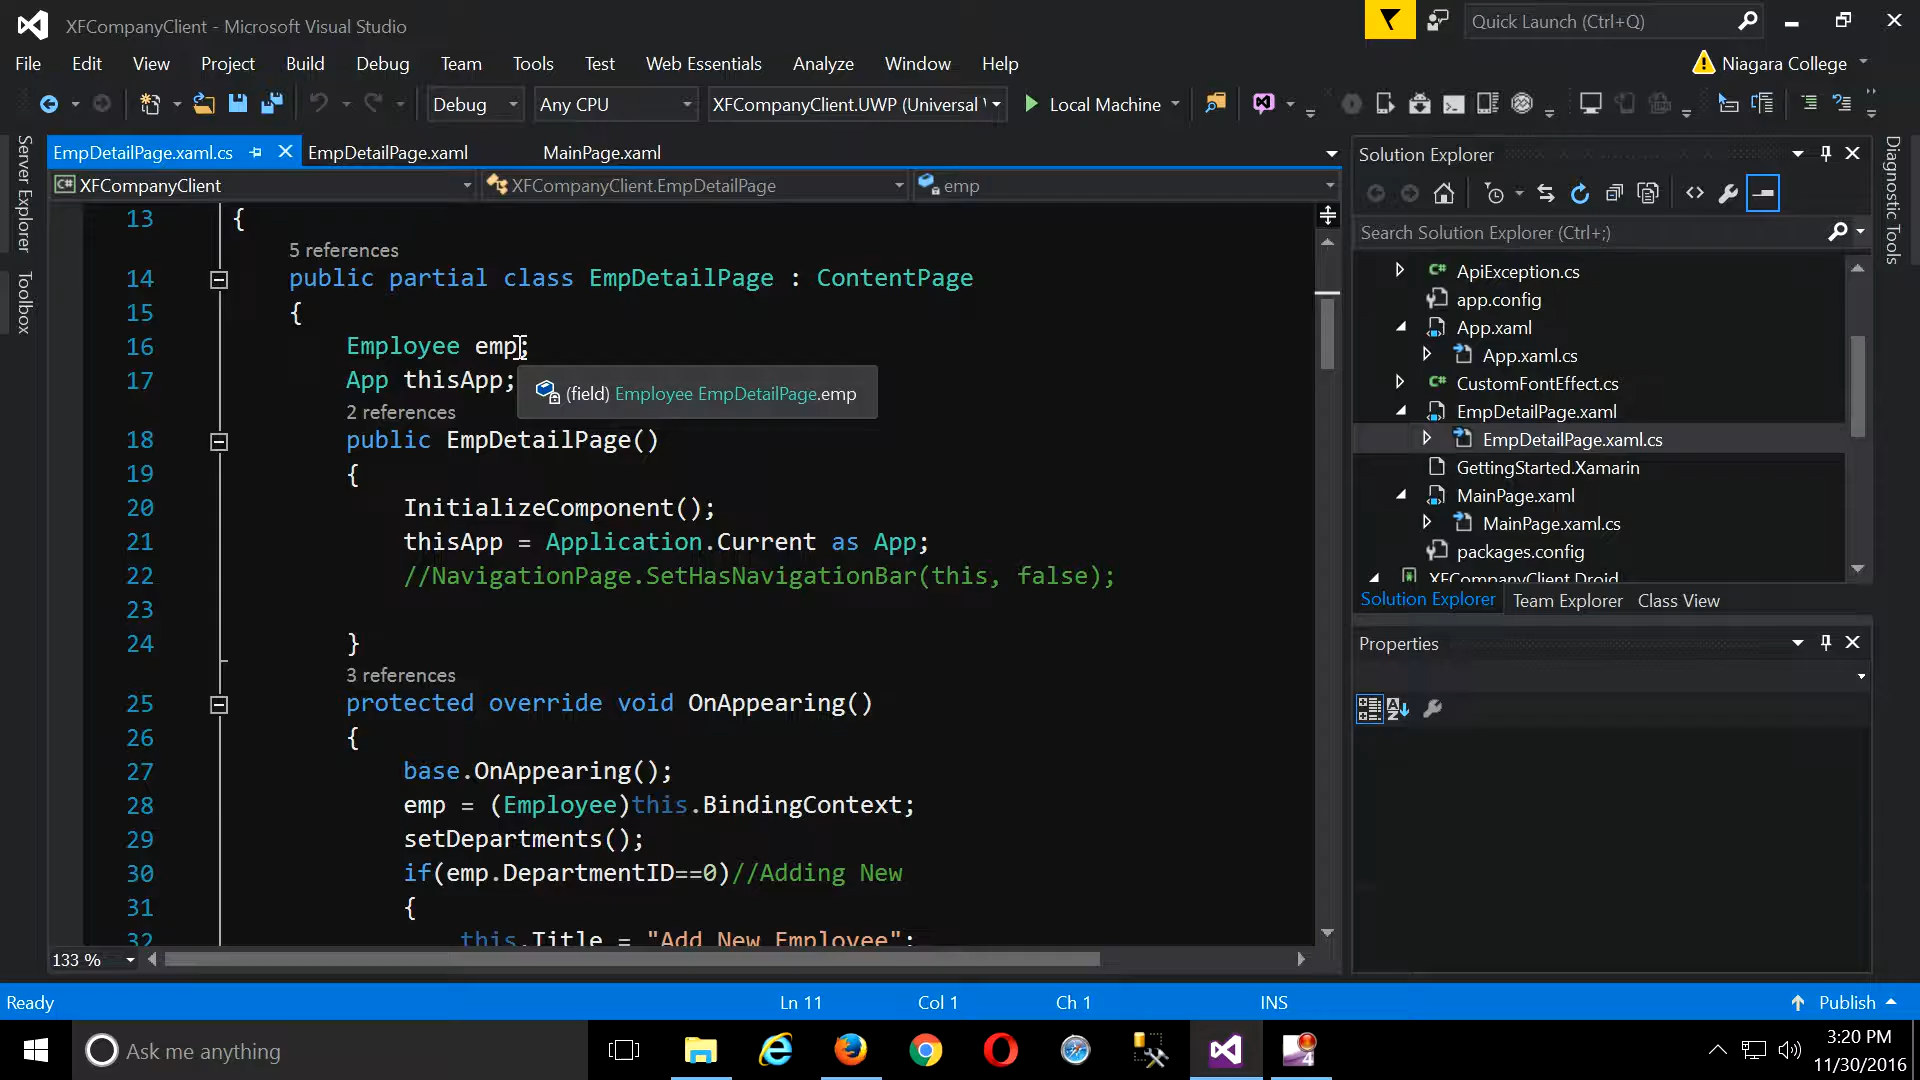 XFCompanyClient - Microsoft Visual Studio
Quick Launch (Ctrl+Q)
File Edit View Project Build Debug Team Tools Test Web Essentials Analyze Window Help
Niagara College
Debug Any CPU XFCompanyClient.UWP (Universal Local Machine
Server Explorer
Toolbox
EmpDetailPage.xaml.cs EmpDetailPage.xaml MainPage.xaml
XFCompanyClient XFCompanyClient.EmpDetailPage emp
13 {
5 references
14 public partial class EmpDetailPage : ContentPage
15 {
16 Employee emp;
17 App thisApp;
(field) Employee EmpDetailPage.emp
2 references
18 public EmpDetailPage()
19 {
20 InitializeComponent();
21 thisApp = Application.Current as App;
22 //NavigationPage.SetHasNavigationBar(this, false);
23
24 }
3 references
25 protected override void OnAppearing()
26 {
27 base.OnAppearing();
28 emp = (Employee)this.BindingContext;
29 setDepartments();
30 if(emp.DepartmentID==0)//Adding New
31 {
32 this.Title = "Add New Employee";
133 %
Solution Explorer
Search Solution Explorer (Ctrl+;)
C# ApiException.cs
app.config
App.xaml
App.xaml.cs
C# CustomFontEffect.cs
EmpDetailPage.xaml
EmpDetailPage.xaml.cs
GettingStarted.Xamarin
MainPage.xaml
MainPage.xaml.cs
packages.config
XFCompanyClient.Droid
Solution Explorer Team Explorer Class View
Properties
Diagnostic Tools
Ready Ln 11 Col 1 Ch 1 INS Publish
Ask me anything
3:20 PM
11/30/2016